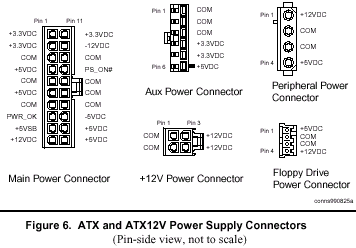 Pin 1 Pin 11
+3.3VDC +3.3VDC
+3.3VDC -12VDC
COM COM
+5VDC PS_ON#
COM COM
+5VDC COM
COM COM
PWR_OK -5VDC
+5VSB +5VDC
+12VDC +5VDC
Main Power Connector
Pin 1 COM
COM
COM
+3.3VDC
+3.3VDC
Pin 6 +5VDC
Aux Power Connector
Pin 1 +12VDC
COM
COM
Pin 4 +5VDC
Peripheral Power
Connector
Pin 1 Pin 3
COM +12VDC
COM +12VDC
+12V Power Connector
Pin 1 +5VDC
COM
COM
Pin 4 +12VDC
Floppy Drive
Power Connector
conns990825a
Figure 6. ATX and ATX12V Power Supply Connectors
(Pin-side view, not to scale)